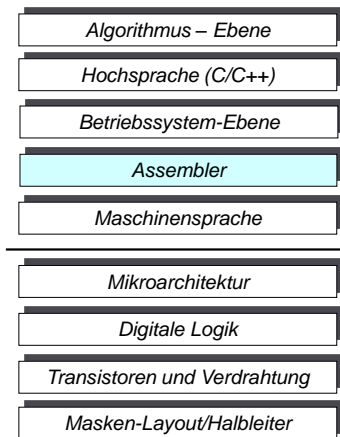 Algorithmus – Ebene
Hochsprache (C/C++)
Betriebssystem-Ebene
Assembler
Maschinensprache
Mikroarchitektur
Digitale Logik
Transistoren und Verdrahtung
Masken-Layout/Halbleiter